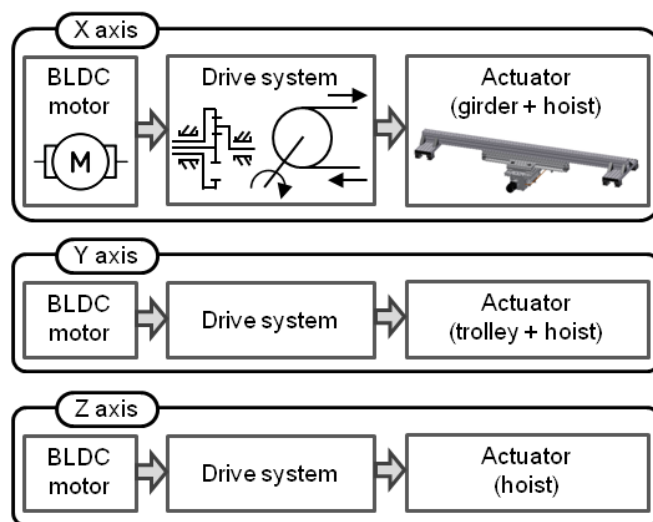 X axis
BLDC
motor
M
Drive system
Actuator
(girder + hoist)
Y axis
BLDC
motor
Drive system
Actuator
(trolley + hoist)
Z axis
BLDC
motor
Drive system
Actuator
(hoist)